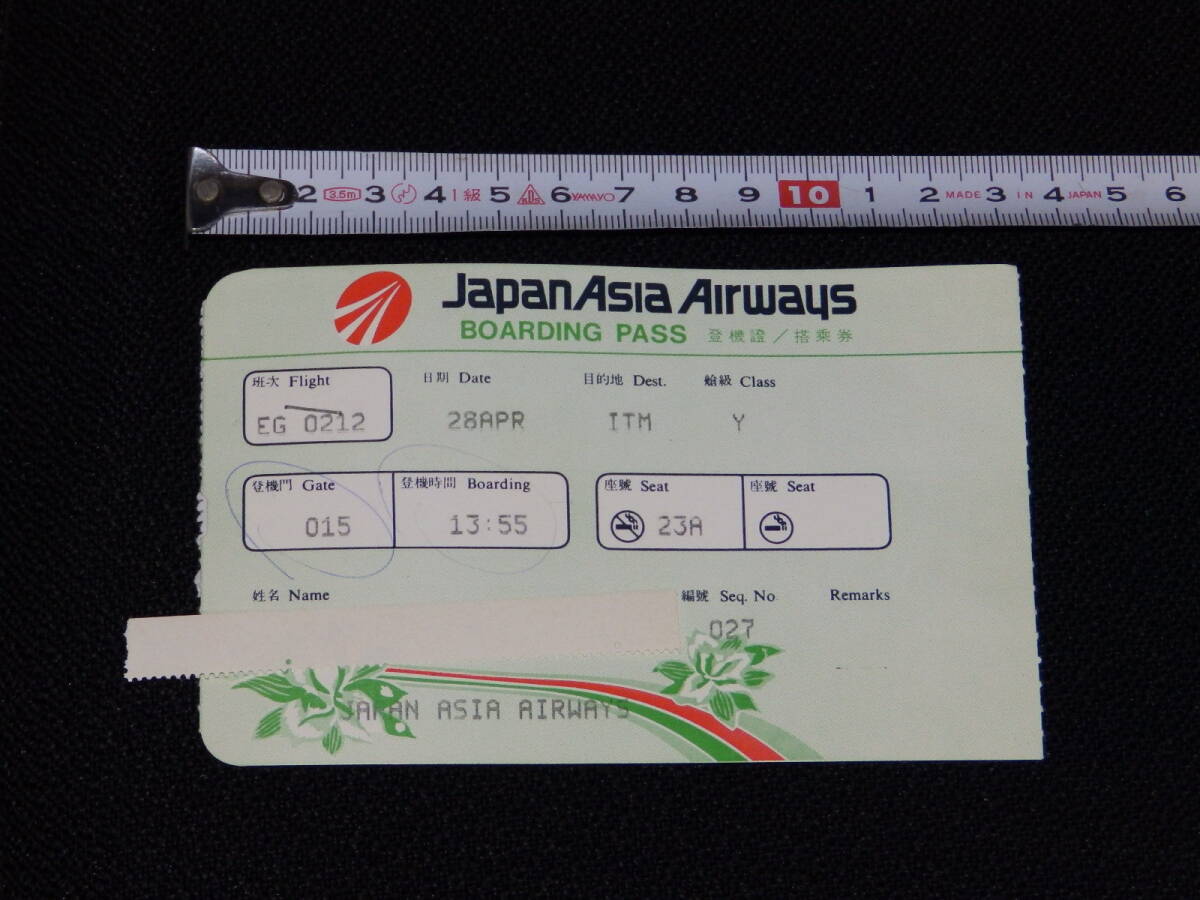 2 3.5m 3 4 1級 5 KDS 6 YAMAYO 7 8 9 10 1 2 MADE 3 IN 4 JAPAN 5 6
JapanAsia Airways
BOARDING PASS 登機證／搭乗券
班次 Flight 日期 Date 目的地 Dest. 艙級 Class
EG 0212 28APR ITM Y
登機門 Gate 登機時間 Boarding 座號 Seat 座號 Seat
015 13:55 23A
姓名 Name 編號 Seq. No Remarks
027
JAPAN ASIA AIRWAYS